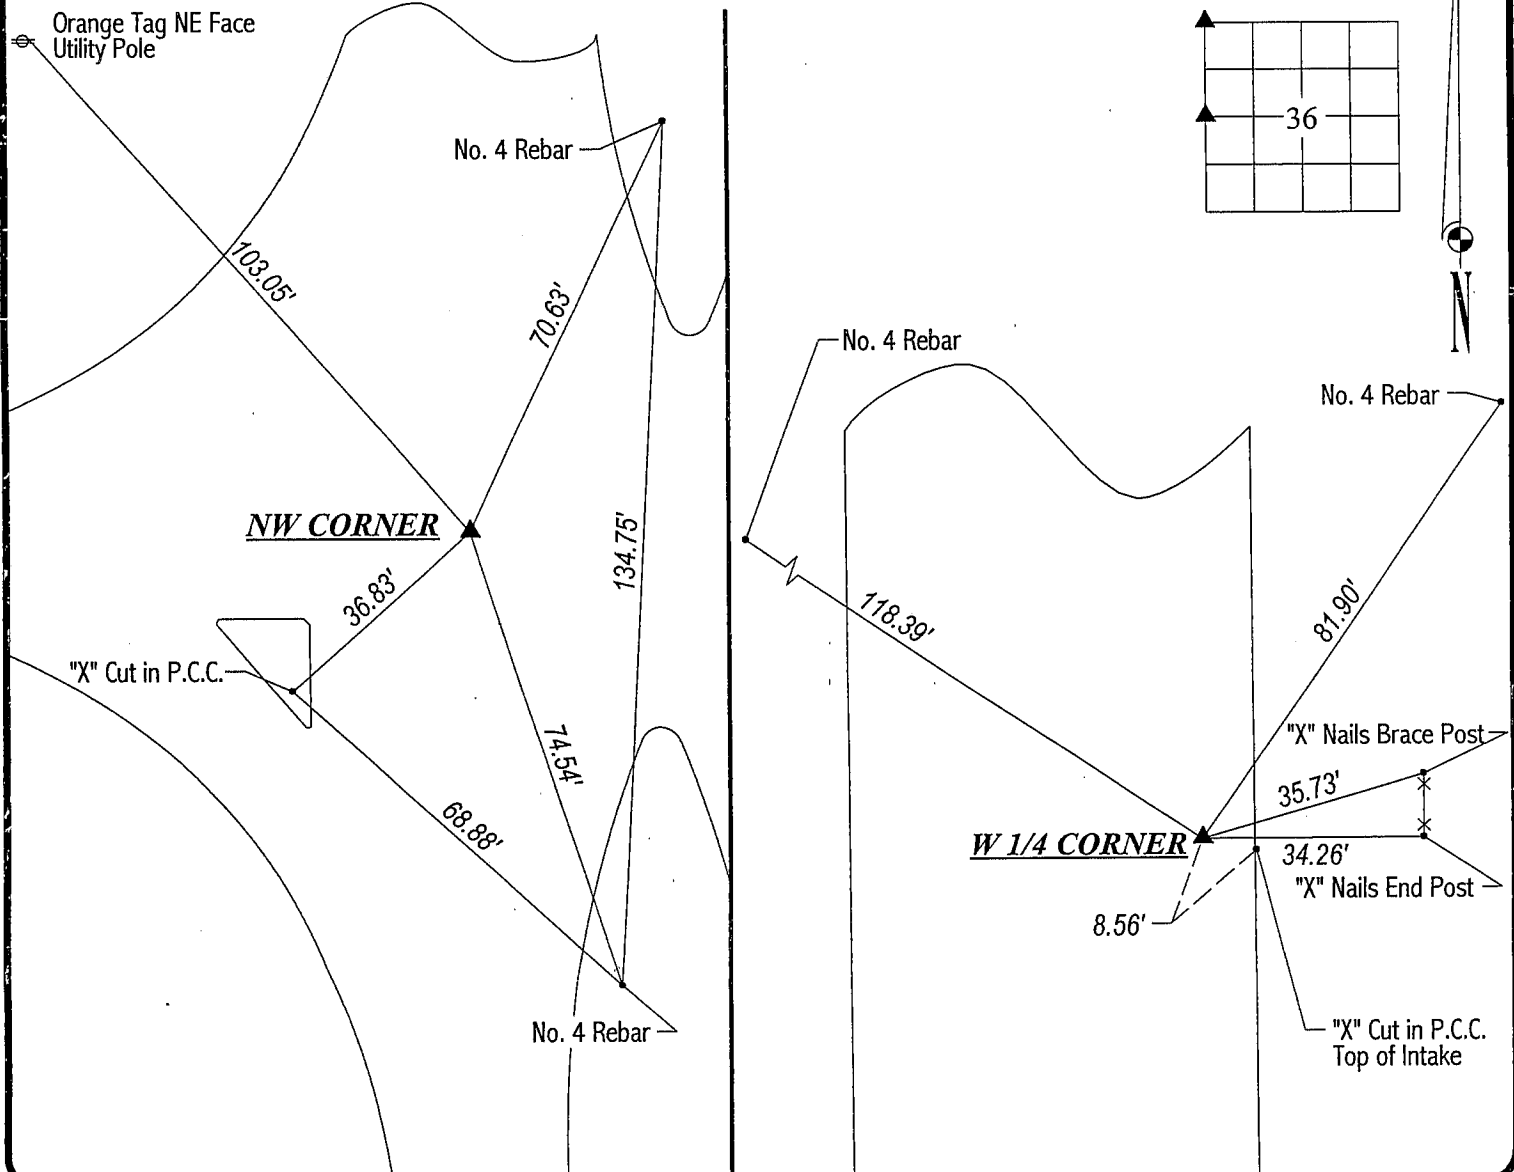 Orange Tag NE Face
Utility Pole
103.05'
No. 4 Rebar
70.63'
NW CORNER
134.75'
36.83'
"X" Cut in P.C.C.
74.54'
68.88'
No. 4 Rebar
36
N
No. 4 Rebar
No. 4 Rebar
118.39'
81.90'
"X" Nails Brace Post
35.73'
W 1/4 CORNER
34.26'
"X" Nails End Post
8.56'
"X" Cut in P.C.C.
Top of Intake